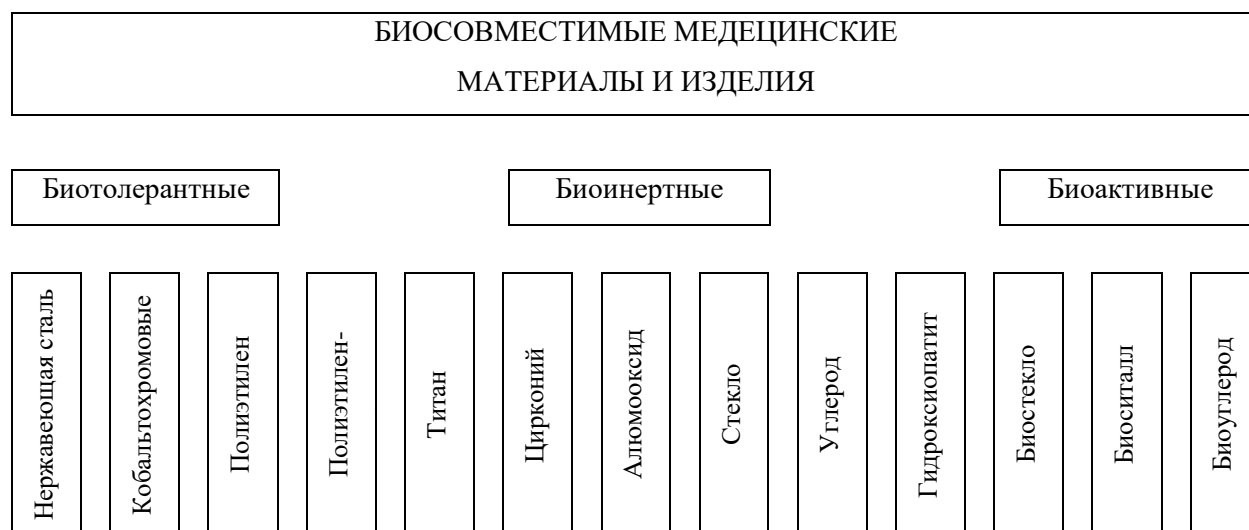 БИОСОВМЕСТИМЫЕ МЕДЕЦИНСКИЕ
МАТЕРИАЛЫ И ИЗДЕЛИЯ
Биотолерантные
Биоинертные
Биоактивные
Нержавеющая сталь
Кобальтохромовые
Полиэтилен
Полиэтилен-
Титан
Цирконий
Алюмооксид
Стекло
Углерод
Гидроксиопатит
Биостекло
Биоситалл
Биоуглерод